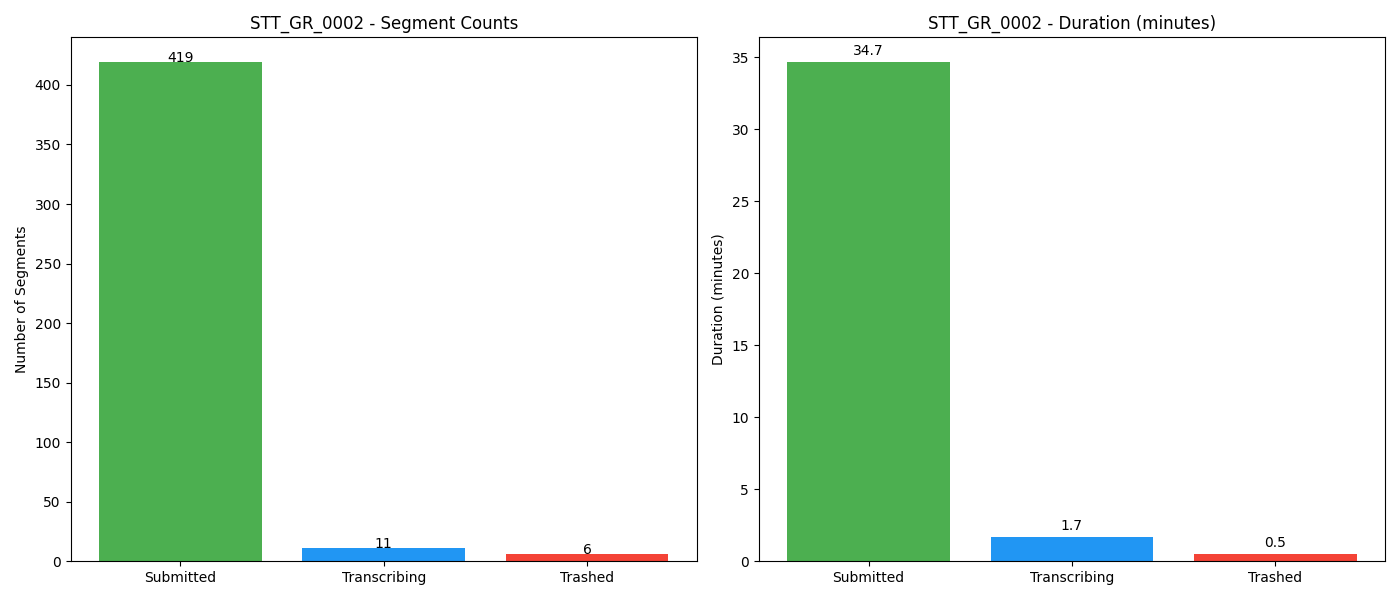 STT_GR_0002 - Segment Counts
Number of Segments
400
350
300
250
200
150
100
50
0
419
11
6
Submitted
Transcribing
Trashed
STT_GR_0002 - Duration (minutes)
Duration (minutes)
35
30
25
20
15
10
5
0
34.7
1.7
0.5
Submitted
Transcribing
Trashed